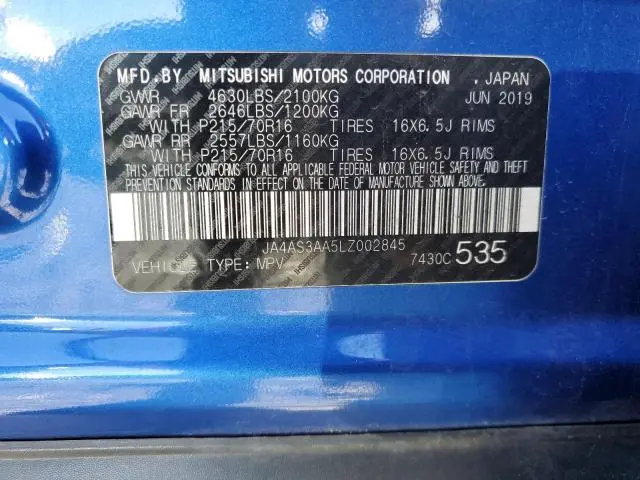 MFD.BY MITSUBISHI MOTORS CORPORATION , JAPAN
GVWR 4630LBS/2100KG JUN 2019
GAWR FR 2646LBS/1200KG
WITH P215/70R16 TIRES 16X6.5J RIMS
GAWR RR 2557LBS/1160KG
WITH P215/70R16 TIRES 16X6.5J RIMS
THIS VEHICLE CONFORMS TO ALL APPLICABLE FEDERAL MOTOR VEHICLE SAFETY AND THEFT
PREVENTION STANDARDS IN EFFECT ON THE DATE OF MANUFACTURE SHOWN ABOVE.
JA4AS3AA5LZ002845
VEHICLE TYPE: MPV 7430C 535